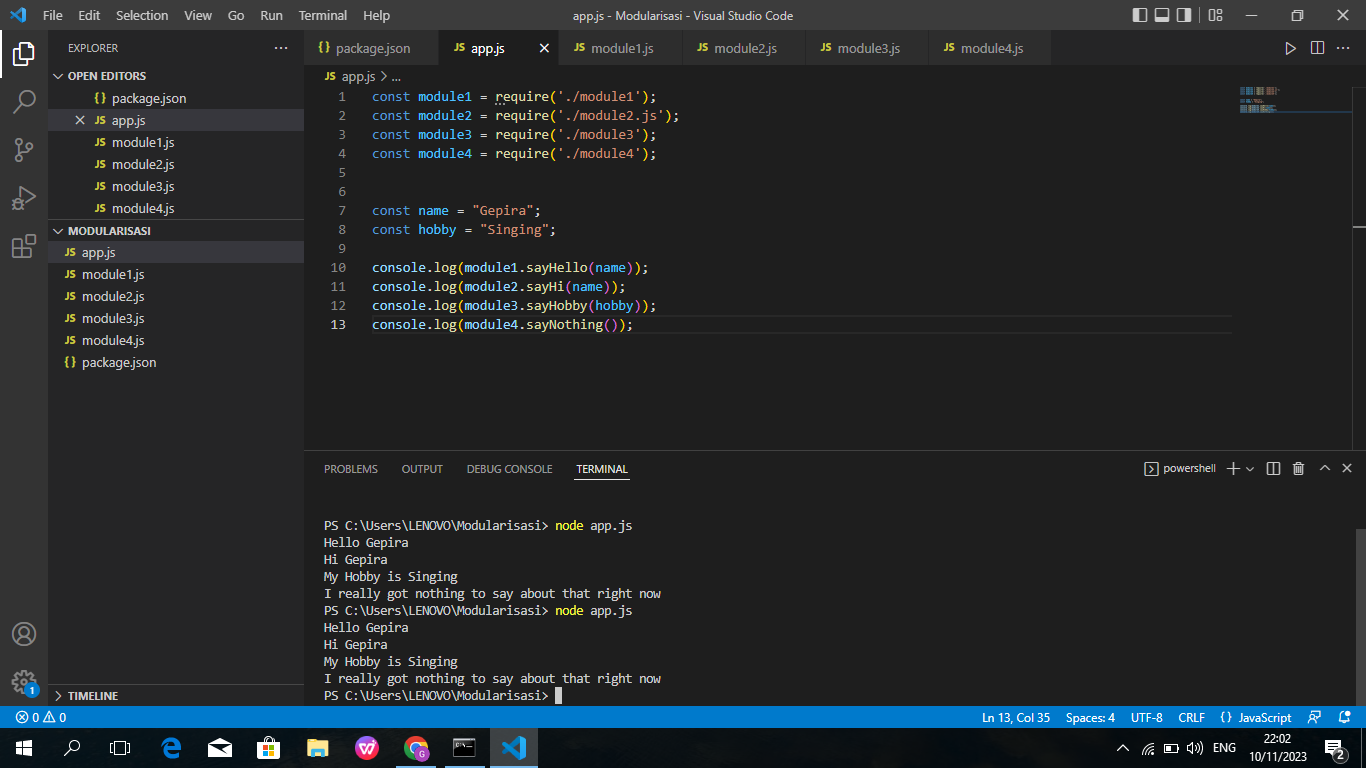 File Edit Selection View Go Run Terminal Help
app.js - Modularisasi - Visual Studio Code
EXPLORER
OPEN EDITORS
{} package.json
JS app.js
JS module1.js
JS module2.js
JS module3.js
JS module4.js
MODULARISASI
JS app.js
JS module1.js
JS module2.js
JS module3.js
JS module4.js
{} package.json
TIMELINE
{} package.json JS app.js JS module1.js JS module2.js JS module3.js JS module4.js
JS app.js > ...
1 const module1 = require('./module1');
2 const module2 = require('./module2.js');
3 const module3 = require('./module3');
4 const module4 = require('./module4');
5
6
7 const name = "Gepira";
8 const hobby = "Singing";
9
10 console.log(module1.sayHello(name));
11 console.log(module2.sayHi(name));
12 console.log(module3.sayHobby(hobby));
13 console.log(module4.sayNothing());
PROBLEMS OUTPUT DEBUG CONSOLE TERMINAL
powershell
PS C:\Users\LENOVO\Modularisasi> node app.js
Hello Gepira
Hi Gepira
My Hobby is Singing
I really got nothing to say about that right now
PS C:\Users\LENOVO\Modularisasi> node app.js
Hello Gepira
Hi Gepira
My Hobby is Singing
I really got nothing to say about that right now
PS C:\Users\LENOVO\Modularisasi>
1
0 0
Ln 13, Col 35 Spaces: 4 UTF-8 CRLF {} JavaScript
ENG
22:02
10/11/2023
2